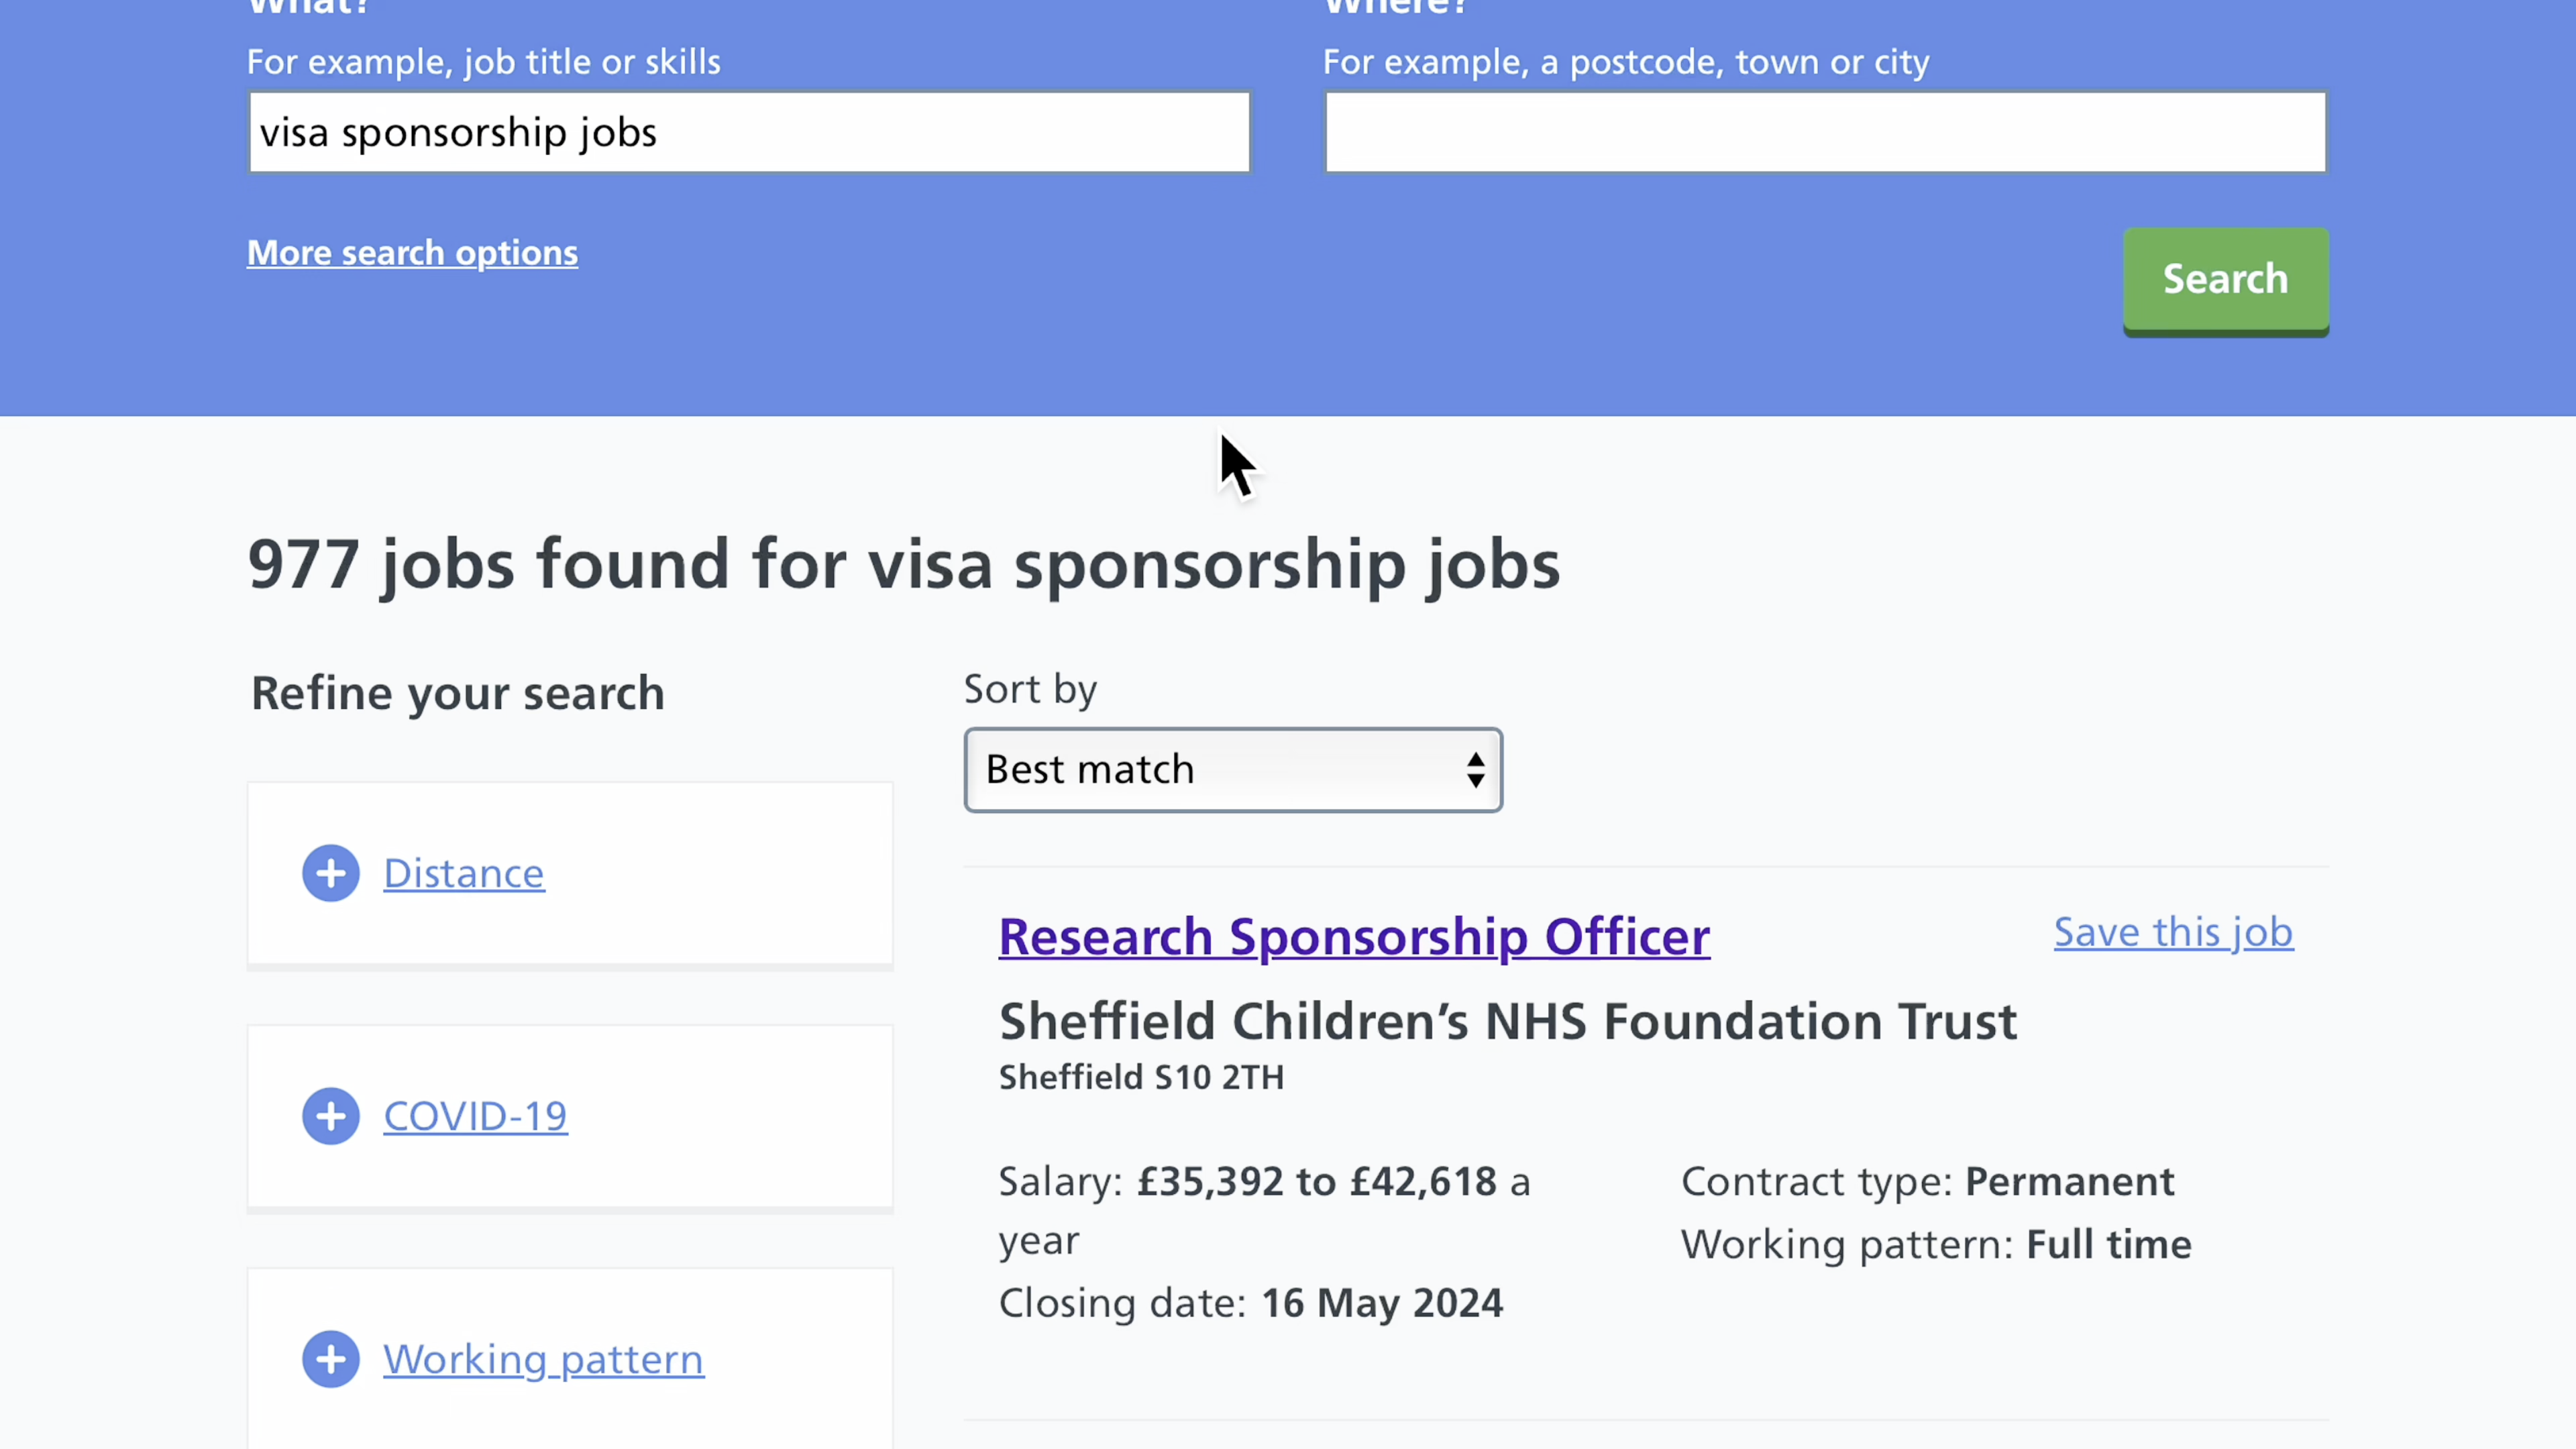 What?
Where?
For example, job title or skills
For example, a postcode, town or city
visa sponsorship jobs
More search options
Search
977 jobs found for visa sponsorship jobs
Refine your search
Sort by
Best match
Distance
COVID-19
Working pattern
Research Sponsorship Officer
Save this job
Sheffield Children’s NHS Foundation Trust
Sheffield S10 2TH
Salary: £35,392 to £42,618 a
year
Closing date: 16 May 2024
Contract type: Permanent
Working pattern: Full time